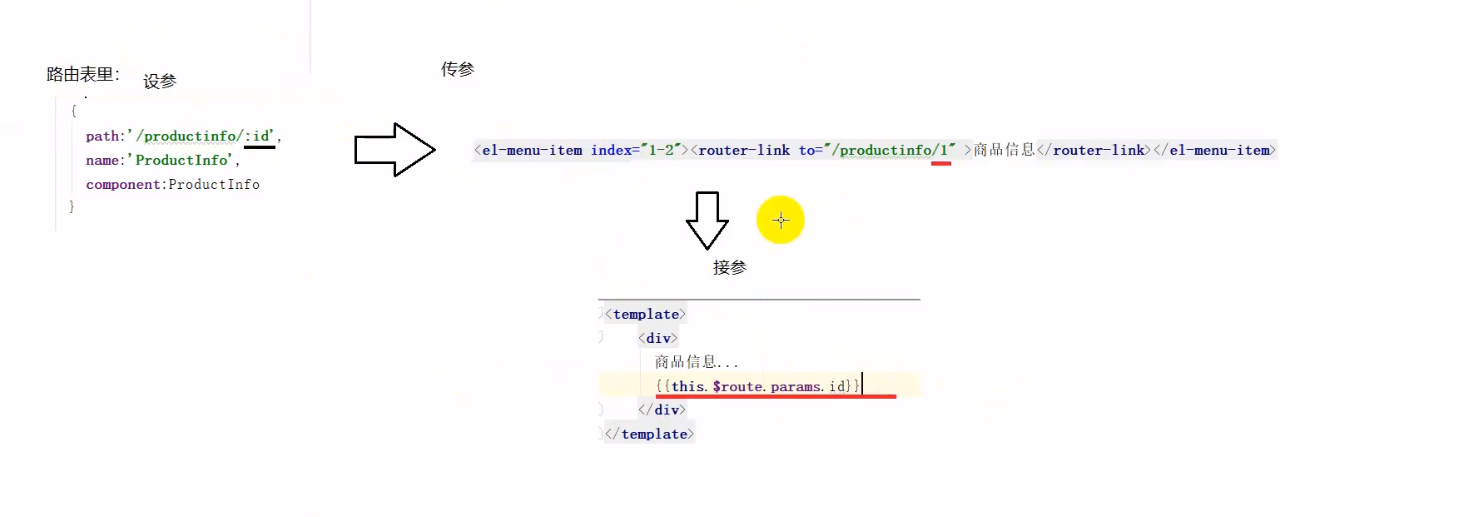 路由表里：
设参
{
path:'/productinfo/:id',
name:'ProductInfo',
component:ProductInfo
}
传参
<el-menu-item index="1-2"><router-link to="/productinfo/1" >商品信息</router-link></el-menu-item>
接参
<template>
<div>
商品信息...
{{this.$route.params.id}}
</div>
</template>